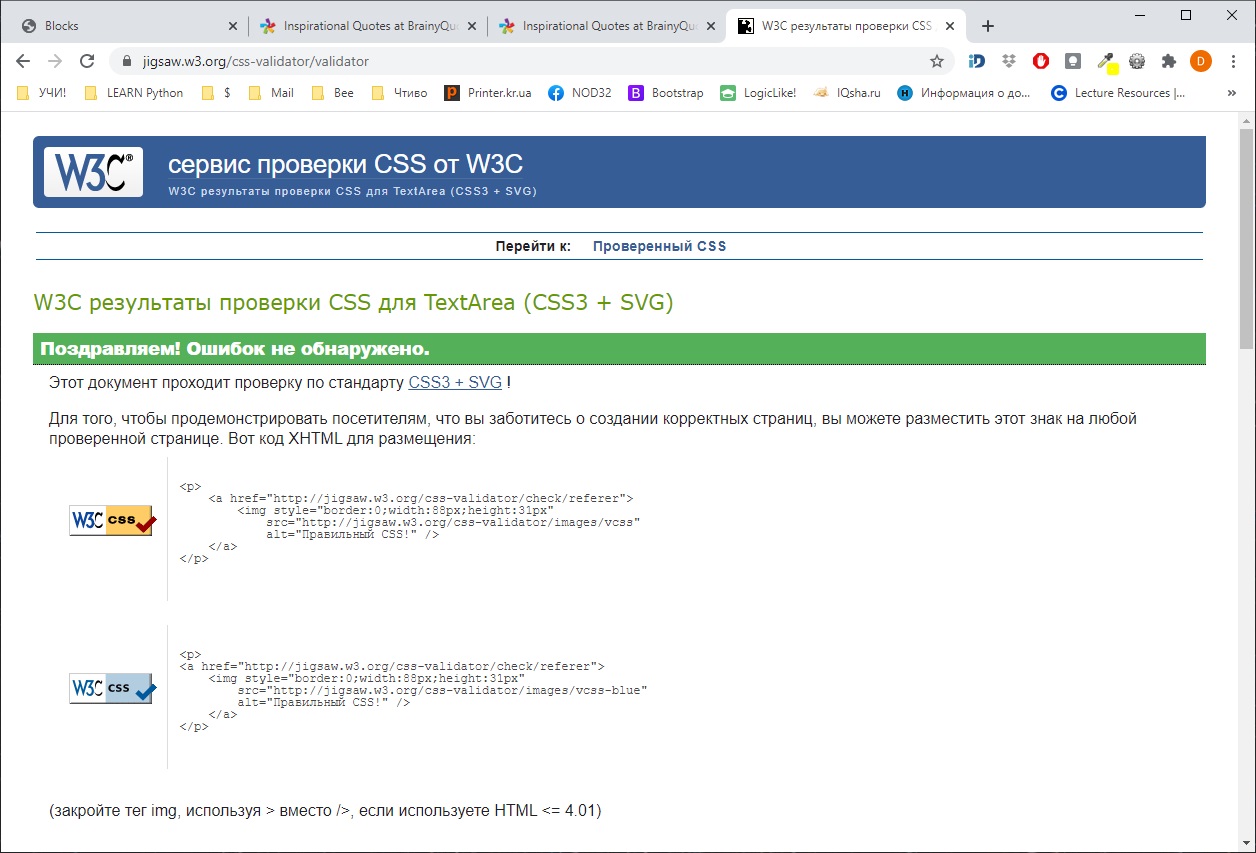 Blocks
Inspirational Quotes at BrainyQu
Inspirational Quotes at BrainyQu
W3C результаты проверки CSS
jigsaw.w3.org/css-validator/validator
iD
D
УЧИ!
LEARN Python
$
Mail
Bee
Чтиво
Printer.kr.ua
NOD32
Bootstrap
LogicLike!
IQsha.ru
Информация о до...
Lecture Resources |...
»
W3C®
сервис проверки CSS от W3C
W3C результаты проверки CSS для TextArea (CSS3 + SVG)
Перейти к: Проверенный CSS
W3C результаты проверки CSS для TextArea (CSS3 + SVG)
Поздравляем! Ошибок не обнаружено.
Этот документ проходит проверку по стандарту CSS3 + SVG !
Для того, чтобы продемонстрировать посетителям, что вы заботитесь о создании корректных страниц, вы можете разместить этот знак на любой
проверенной странице. Вот код XHTML для размещения:
W3C css
<p>
<a href="http://jigsaw.w3.org/css-validator/check/referer">
<img style="border:0;width:88px;height:31px"
src="http://jigsaw.w3.org/css-validator/images/vcss"
alt="Правильный CSS!" />
</a>
</p>
W3C css
<p>
<a href="http://jigsaw.w3.org/css-validator/check/referer">
<img style="border:0;width:88px;height:31px"
src="http://jigsaw.w3.org/css-validator/images/vcss-blue"
alt="Правильный CSS!" />
</a>
</p>
(закройте тег img, используя > вместо />, если используете HTML <= 4.01)